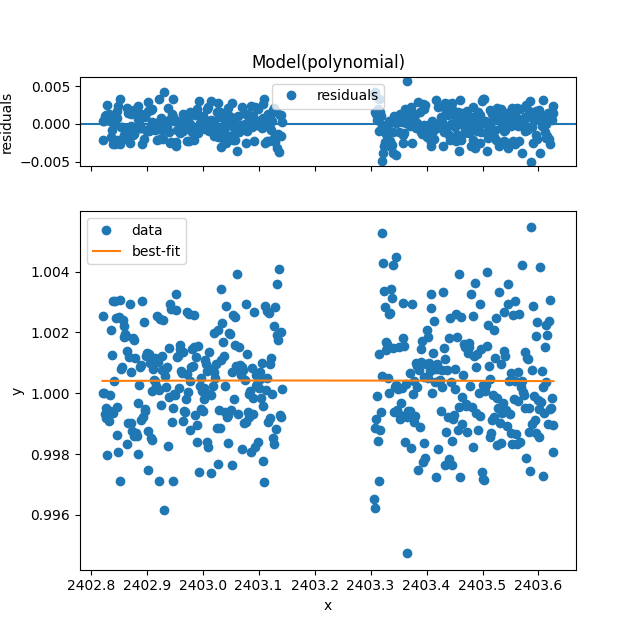 Model(polynomial)
residuals
0.005
0.000
−0.005
residuals
data
best-fit
1.004
1.002
1.000
0.998
0.996
y
2402.8 2402.9 2403.0 2403.1 2403.2 2403.3 2403.4 2403.5 2403.6
x